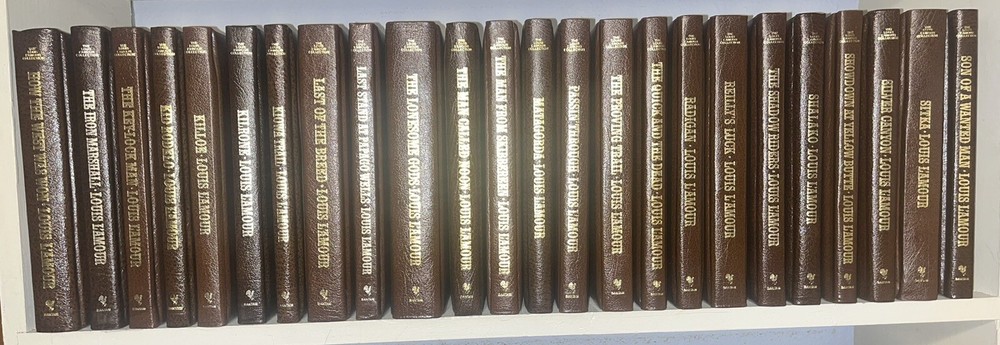 HOW THE WEST WAS WON · LOUIS L'AMOUR
THE IRON MARSHALL · LOUIS L'AMOUR
THE KEY-LOCK MAN · LOUIS L'AMOUR
KID RODELO · LOUIS L'AMOUR
KILLOE · LOUIS L'AMOUR
KILRONE · LOUIS L'AMOUR
KIOWA TRAIL · LOUIS L'AMOUR
LAST OF THE BREED · LOUIS L'AMOUR
LAST STAND AT PAPAGO WELLS · LOUIS L'AMOUR
THE LONESOME GODS · LOUIS L'AMOUR
THE MAN CALLED NOON · LOUIS L'AMOUR
THE MAN FROM SKIBBEREEN · LOUIS L'AMOUR
MATAGORDA · LOUIS L'AMOUR
PASSIN' THROUGH · LOUIS L'AMOUR
THE PROVING TRAIL · LOUIS L'AMOUR
THE QUICK AND THE DEAD · LOUIS L'AMOUR
RADIGAN · LOUIS L'AMOUR
REILLY'S LUCK · LOUIS L'AMOUR
THE SHADOW RIDERS · LOUIS L'AMOUR
SHALAKO · LOUIS L'AMOUR
SHOWDOWN AT YELLOW BUTTE · LOUIS L'AMOUR
SILVER CANYON · LOUIS L'AMOUR
SITKA · LOUIS L'AMOUR
SON OF A WANTED MAN · LOUIS L'AMOUR